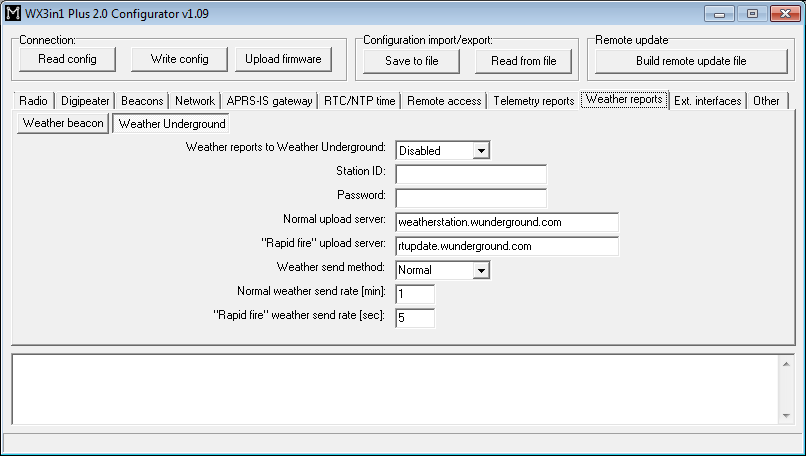 WX3in1 Plus 2.0 Configurator v1.09
Connection: Configuration import/export: Remote update
Read config Write config Upload firmware Save to file Read from file Build remote update file
Radio Digipeater Beacons Network APRS-IS gateway RTC/NTP time Remote access Telemetry reports Weather reports Ext. interfaces Other
Weather beacon Weather Underground
Weather reports to Weather Underground: Disabled
Station ID:
Password:
Normal upload server: weatherstation.wunderground.com
"Rapid fire" upload server: rtupdate.wunderground.com
Weather send method: Normal
Normal weather send rate [min]: 1
"Rapid fire" weather send rate [sec]: 5